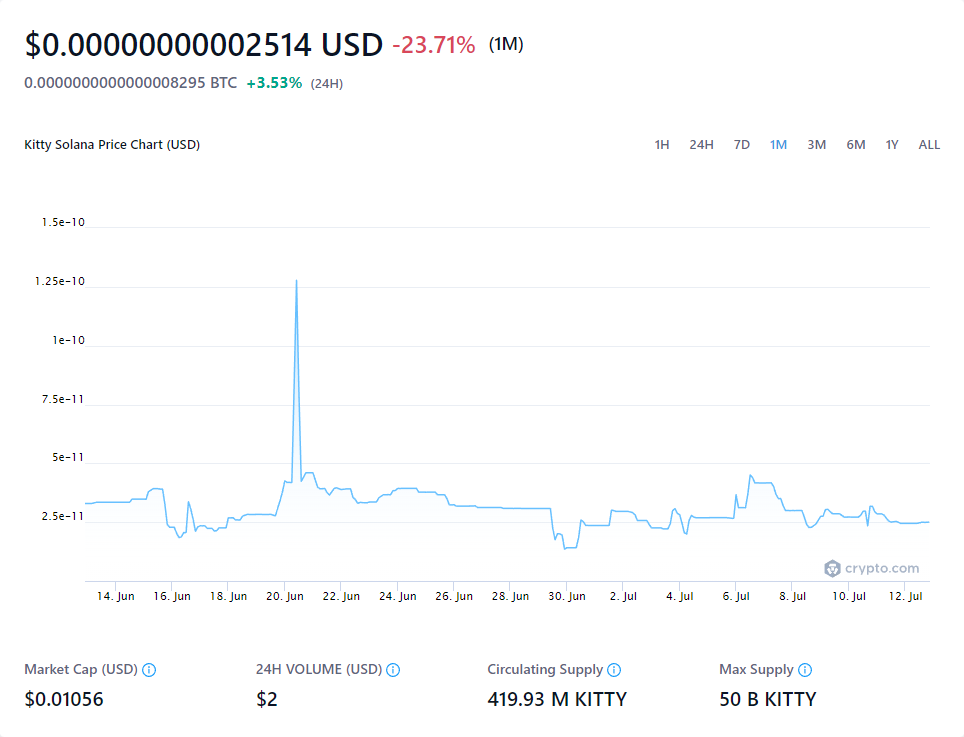 $0.00000000002514 USD -23.71% (1M)
0.0000000000000008295 BTC +3.53% (24H)
Kitty Solana Price Chart (USD) 1H 24H 7D 1M 3M 6M 1Y ALL
1.5e-10
1.25e-10
1e-10
7.5e-11
5e-11
2.5e-11
crypto.com
14. Jun 16. Jun 18. Jun 20. Jun 22. Jun 24. Jun 26. Jun 28. Jun 30. Jun 2. Jul 4. Jul 6. Jul 8. Jul 10. Jul 12. Jul
Market Cap (USD) 24H VOLUME (USD) Circulating Supply Max Supply
$0.01056 $2 419.93 M KITTY 50 B KITTY